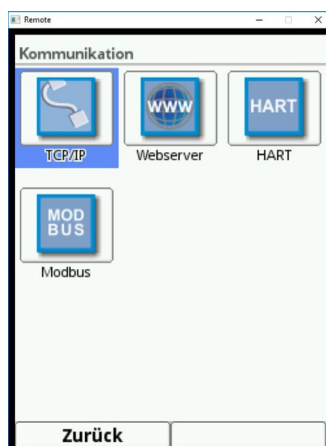 Remote
Kommunikation
TCP/IP
WWW
Webserver
HART
HART
MOD
BUS
Modbus
Zurück